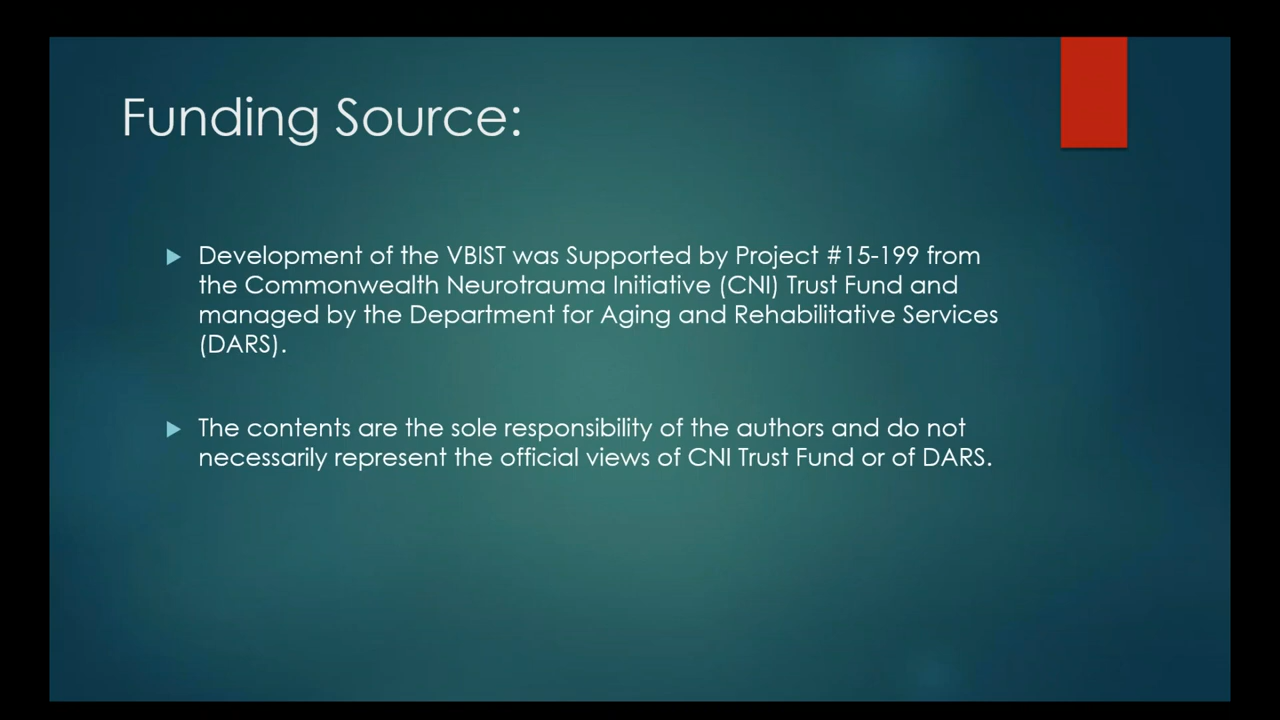 Funding Source:
Development of the VBIST was Supported by Project #15-199 from
the Commonwealth Neurotrauma Initiative (CNI) Trust Fund and
managed by the Department for Aging and Rehabilitative Services
(DARS).
The contents are the sole responsibility of the authors and do not
necessarily represent the official views of CNI Trust Fund or of DARS.